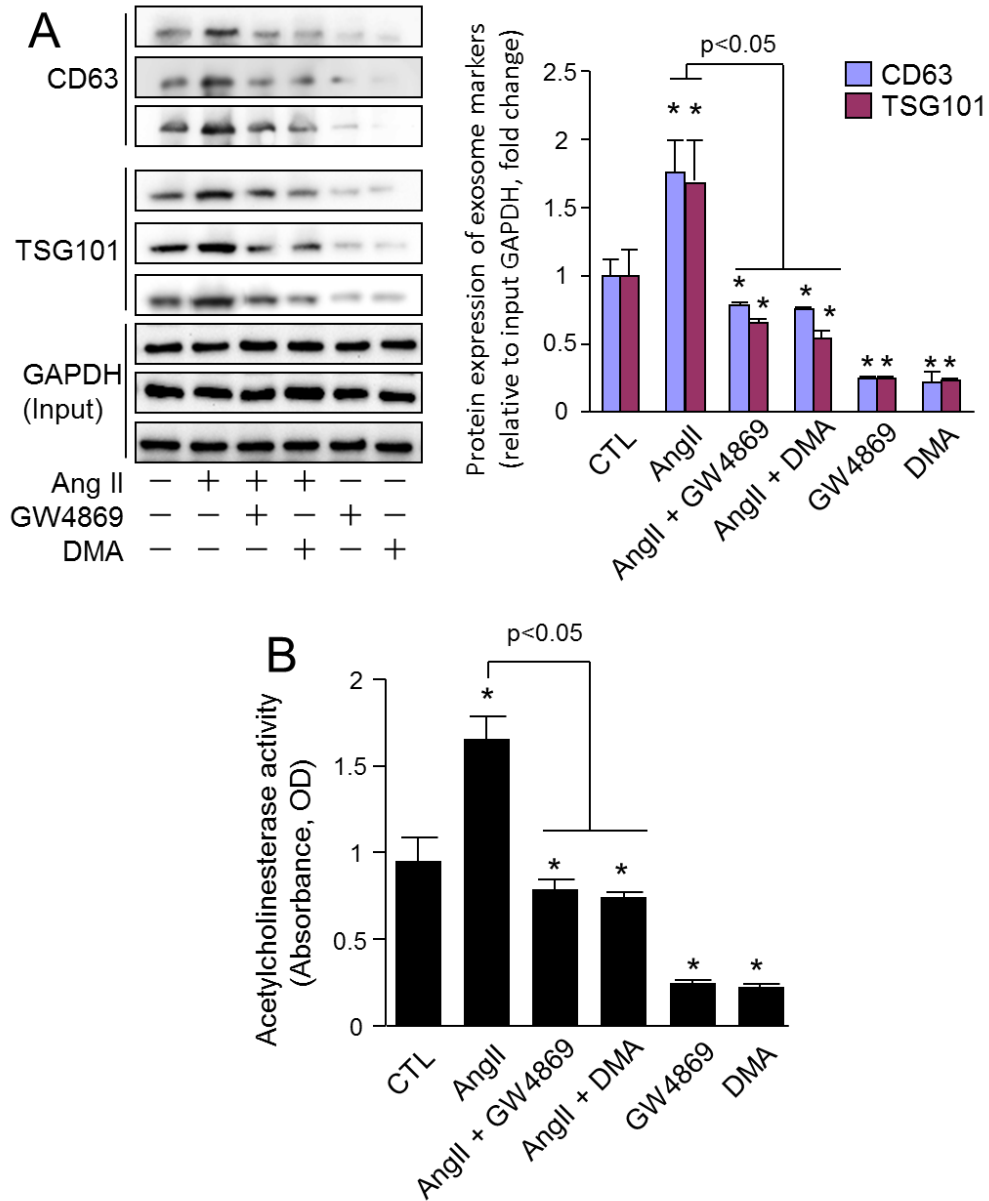 A
CD63
TSG101
GAPDH
(Input)
Ang II − + + + − −
GW4869 − − + − + −
DMA − − − + − +
Protein expression of exosome markers
(relative to input GAPDH, fold change)
p<0.05
CD63
TSG101
2.5
2
1.5
1
0.5
0
* *
* *
* *
* *
* *
CTL
AngII
AngII + GW4869
AngII + DMA
GW4869
DMA
B
p<0.05
Acetylcholinesterase activity
(Absorbance, OD)
2
1.5
1
0.5
0
*
*
*
*
*
CTL
AngII
AngII + GW4869
AngII + DMA
GW4869
DMA